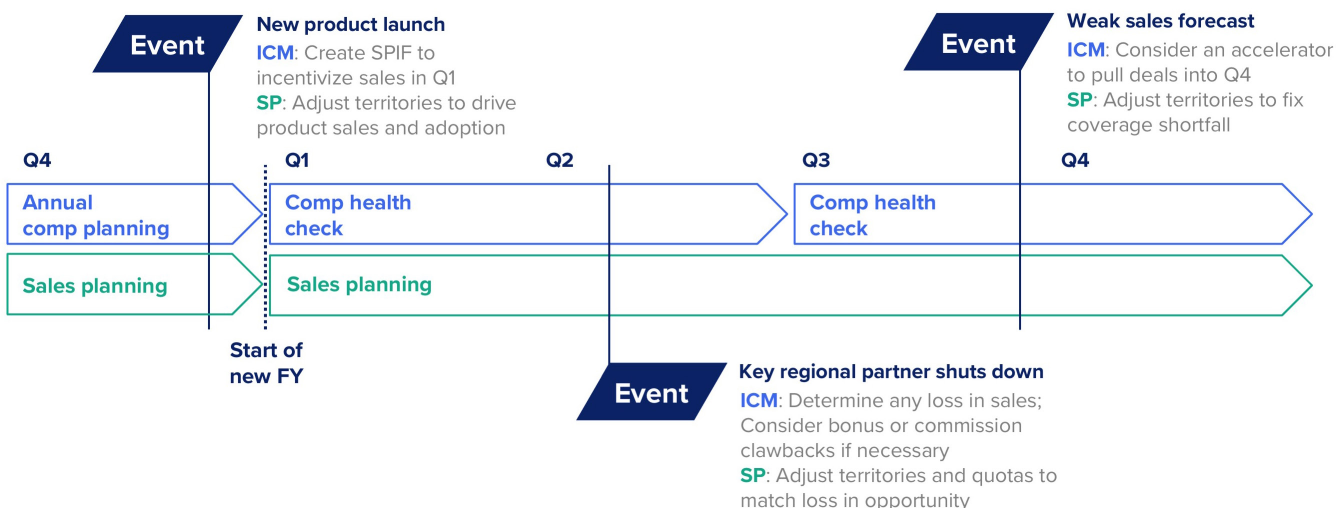 Event
New product launch
ICM: Create SPIF to
incentivize sales in Q1
SP: Adjust territories to drive
product sales and adoption
Event
Weak sales forecast
ICM: Consider an accelerator
to pull deals into Q4
SP: Adjust territories to fix
coverage shortfall
Q4
Q1
Q2
Q3
Q4
Annual
comp planning
Comp health
check
Comp health
check
Sales planning
Sales planning
Start of
new FY
Event
Key regional partner shuts down
ICM: Determine any loss in sales;
Consider bonus or commission
clawbacks if necessary
SP: Adjust territories and quotas to
match loss in opportunity